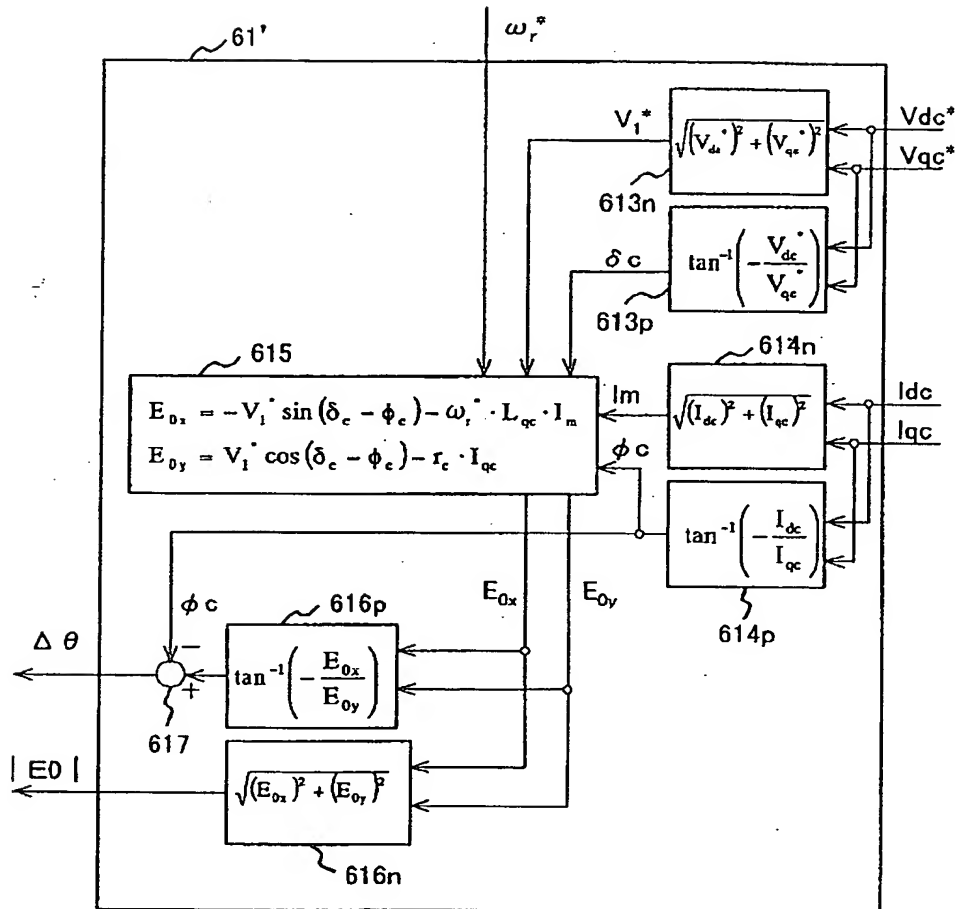 61'
ω_r*
V_1*
√((V_dc*)² + (V_qc*)²)
Vdc*
Vqc*
613n
δc
tan⁻¹(-V_dc*/V_qc*)
613p
615
614n
E_0x = -V_1* sin(δ_c - φ_c) - ω_r* · L_qc · I_m
E_0y = V_1* cos(δ_c - φ_c) - r_c · I_qc
Im
φc
√((I_dc)² + (I_qc)²)
Idc
Iqc
tan⁻¹(-I_dc/I_qc)
614p
φc
616p
E_0x
E_0y
Δθ
-
+
tan⁻¹(-E_0x/E_0y)
617
|E0|
√((E_0x)² + (E_0y)²)
616n